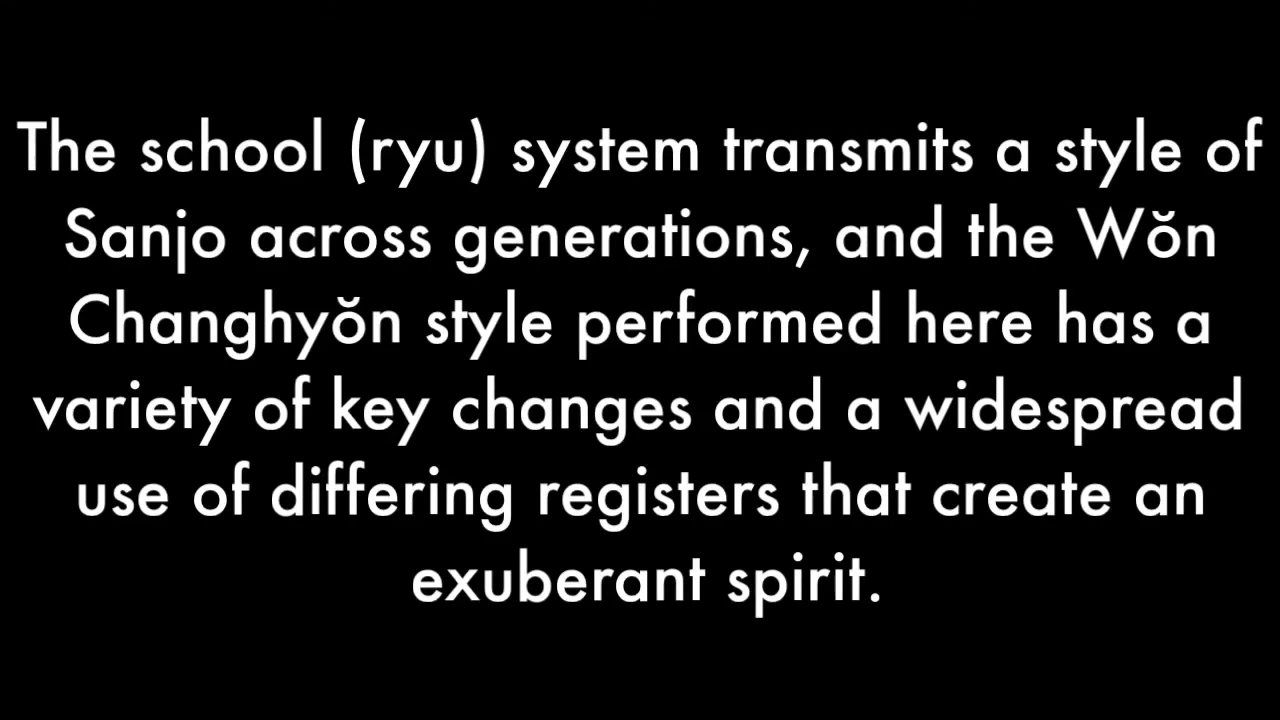 The school (ryu) system transmits a style of
Sanjo across generations, and the Wŏn
Changhyŏn style performed here has a
variety of key changes and a widespread
use of differing registers that create an
exuberant spirit.